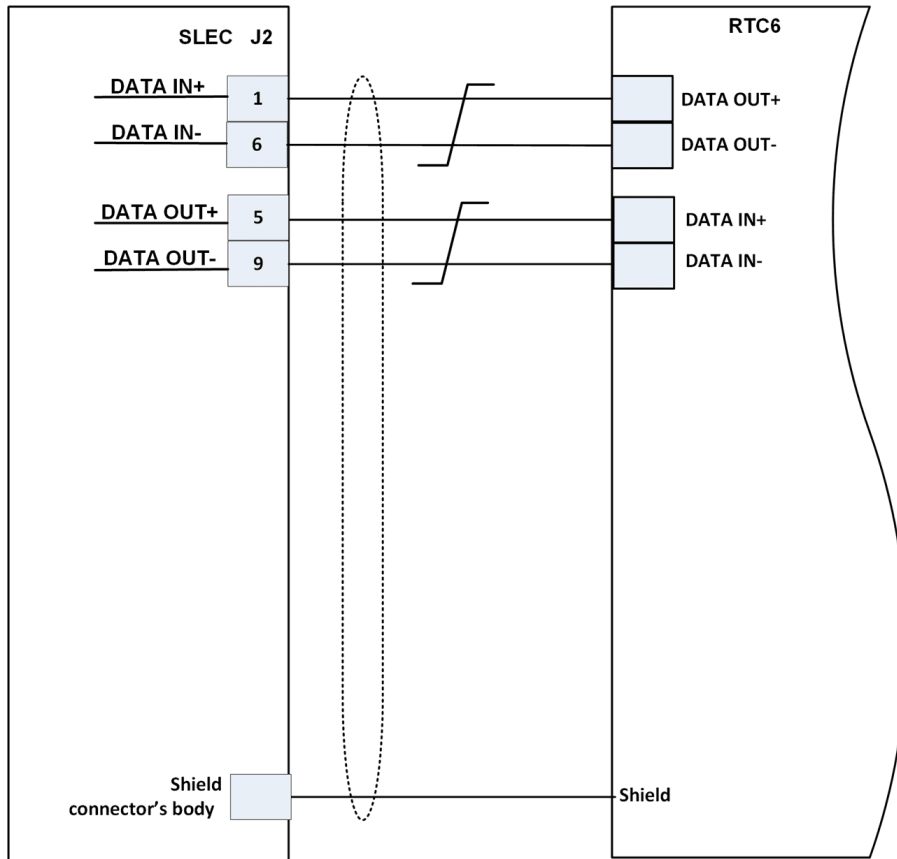 SLEC J2
RTC6
DATA IN+
1
DATA OUT+
DATA IN-
6
DATA OUT-
DATA OUT+
5
DATA IN+
DATA OUT-
9
DATA IN-
Shield
connector's body
Shield